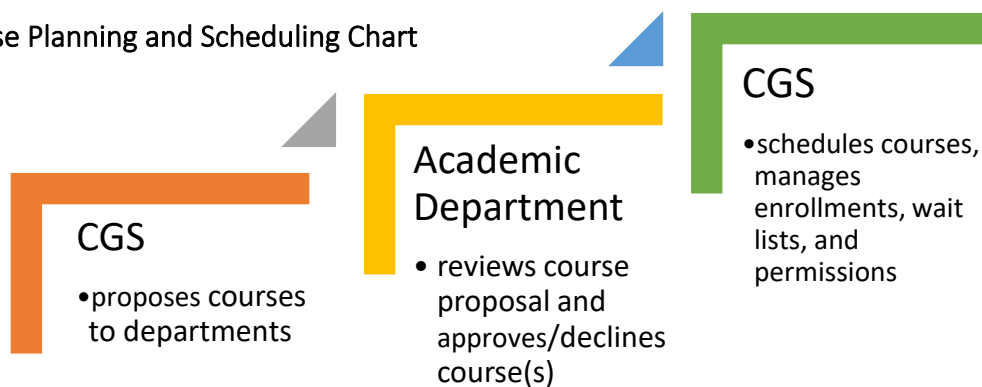 se Planning and Scheduling Chart
CGS
•proposes courses
to departments
Academic
Department
• reviews course
proposal and
approves/declines
course(s)
CGS
•schedules courses,
manages
enrollments, wait
lists, and
permissions